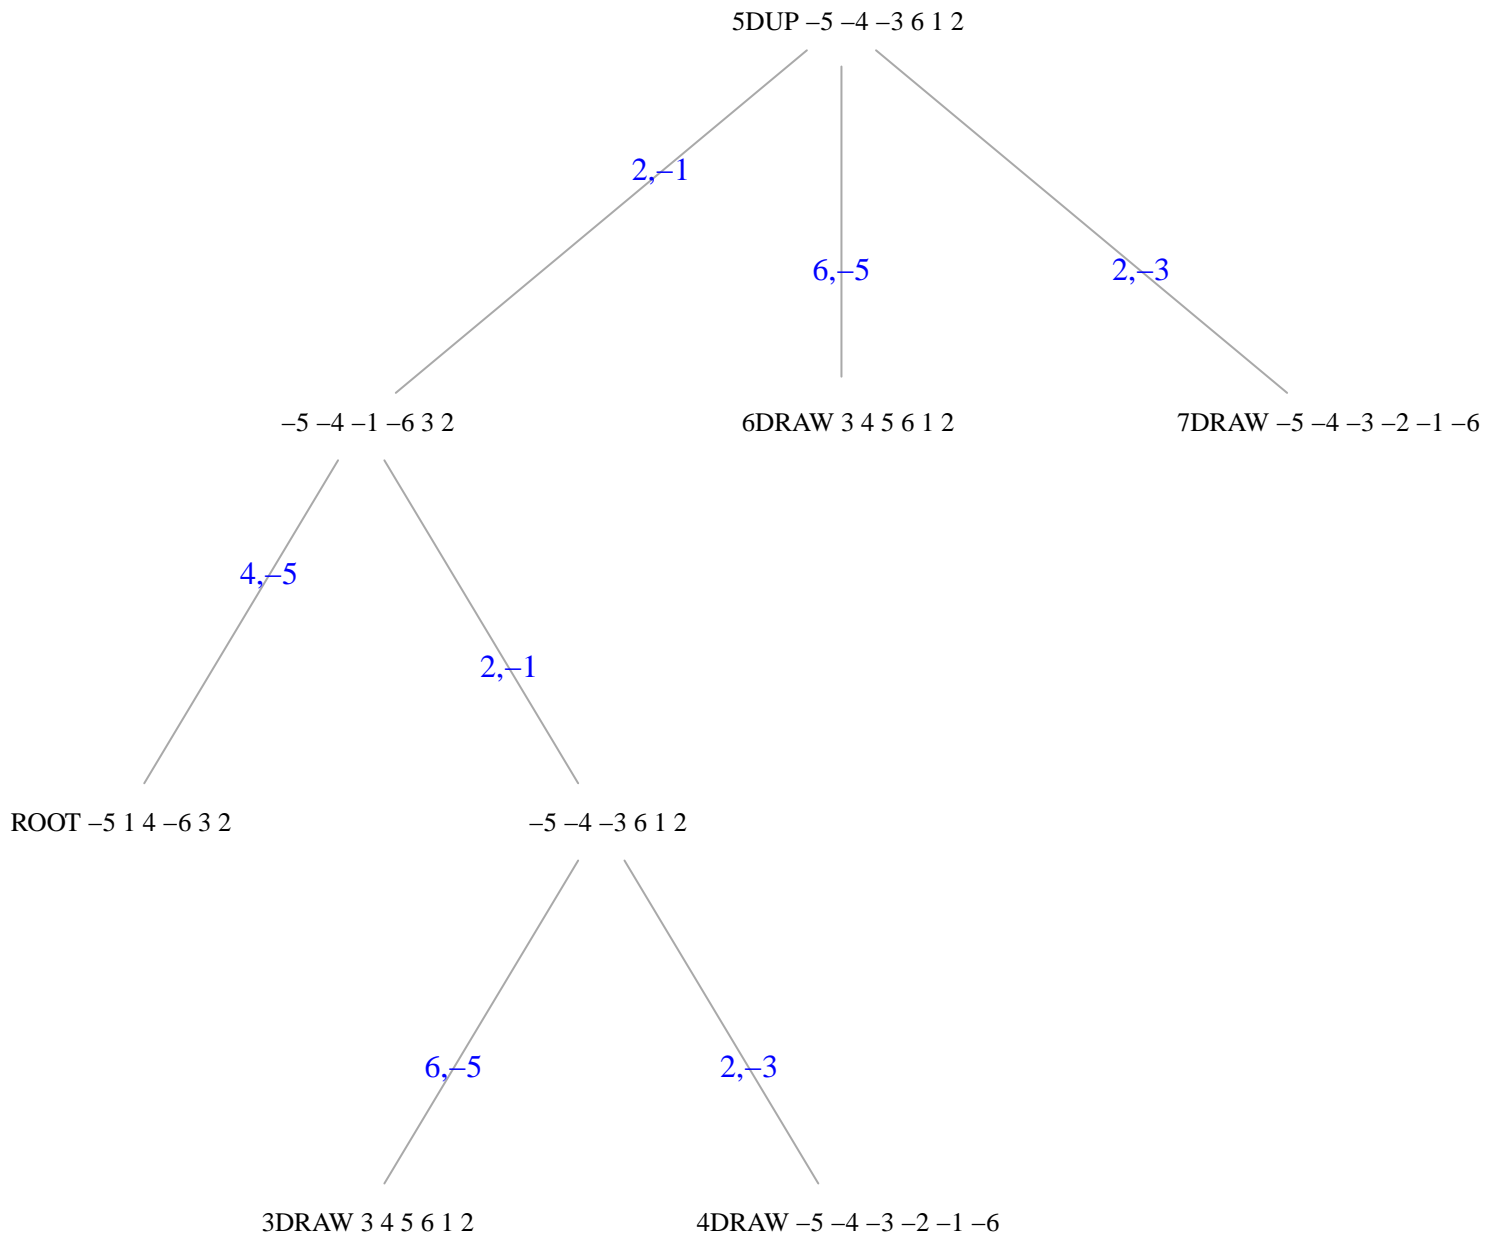 5DUP –5 –4 –3 6 1 2
2,–1
6,–5
2,–3
–5 –4 –1 –6 3 2
6DRAW 3 4 5 6 1 2
7DRAW –5 –4 –3 –2 –1 –6
4,–5
2,–1
ROOT –5 1 4 –6 3 2
–5 –4 –3 6 1 2
6,–5
2,–3
3DRAW 3 4 5 6 1 2
4DRAW –5 –4 –3 –2 –1 –6